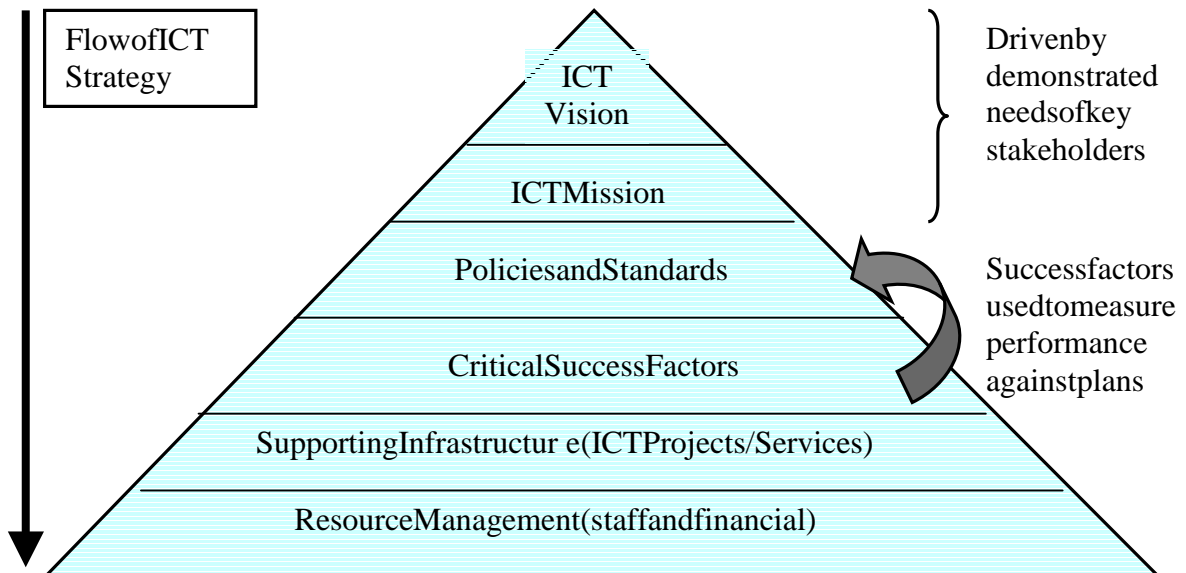 FlowofICT
Strategy
ICT
Vision
ICTMission
PoliciesandStandards
CriticalSuccessFactors
SupportingInfrastructur e(ICTProjects/Services)
ResourceManagement(staffandfinancial)
Drivenby
demonstrated
needsofkey
stakeholders
Successfactors
usedtomeasure
performance
againstplans